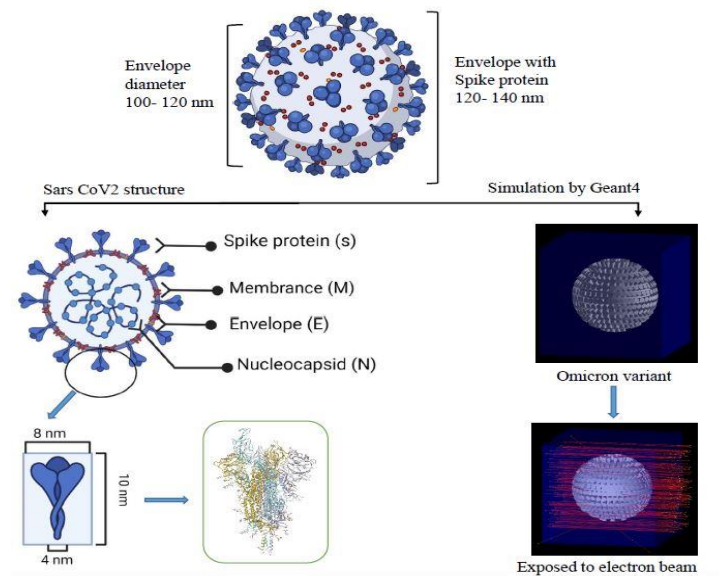 Envelope
diameter
100- 120 nm
Envelope with
Spike protein
120- 140 nm
Sars CoV2 structure
Simulation by Geant4
Spike protein (s)
Membrance (M)
Envelope (E)
Nucleocapsid (N)
Omicron variant
8 nm
10 nm
4 nm
Exposed to electron beam